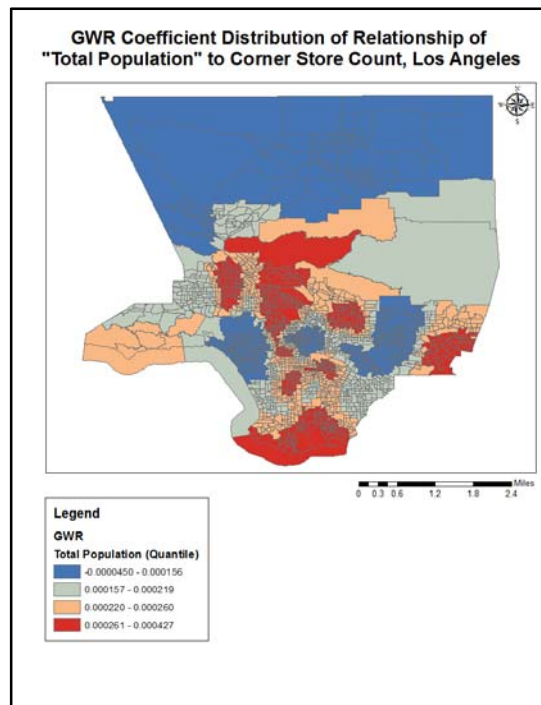 GWR Coefficient Distribution of Relationship of
"Total Population" to Corner Store Count, Los Angeles
N
W E
S
Miles
0 0.3 0.6 1.2 1.8 2.4
Legend
GWR
Total Population (Quantile)
-0.0000450 - 0.000156
0.000157 - 0.000219
0.000220 - 0.000260
0.000261 - 0.000427